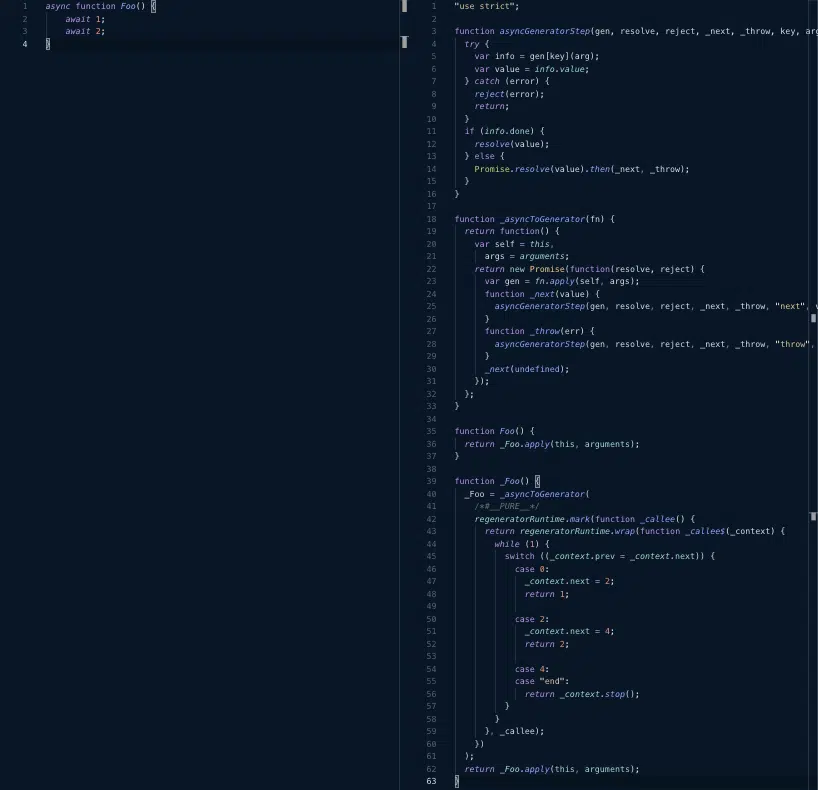 1 async function Foo() {
2 await 1;
3 await 2;
4 }
1 "use strict";
2
3 function asyncGeneratorStep(gen, resolve, reject, _next, _throw, key, arg
4 try {
5 var info = gen[key](arg);
6 var value = info.value;
7 } catch (error) {
8 reject(error);
9 return;
10 }
11 if (info.done) {
12 resolve(value);
13 } else {
14 Promise.resolve(value).then(_next, _throw);
15 }
16 }
17
18 function _asyncToGenerator(fn) {
19 return function() {
20 var self = this,
21 args = arguments;
22 return new Promise(function(resolve, reject) {
23 var gen = fn.apply(self, args);
24 function _next(value) {
25 asyncGeneratorStep(gen, resolve, reject, _next, _throw, "next", v
26 }
27 function _throw(err) {
28 asyncGeneratorStep(gen, resolve, reject, _next, _throw, "throw",
29 }
30 _next(undefined);
31 });
32 };
33 }
34
35 function Foo() {
36 return _Foo.apply(this, arguments);
37 }
38
39 function _Foo() {
40 _Foo = _asyncToGenerator(
41 /*#__PURE__*/
42 regeneratorRuntime.mark(function _callee() {
43 return regeneratorRuntime.wrap(function _callee$(_context) {
44 while (1) {
45 switch ((_context.prev = _context.next)) {
46 case 0:
47 _context.next = 2;
48 return 1;
49
50 case 2:
51 _context.next = 4;
52 return 2;
53
54 case 4:
55 case "end":
56 return _context.stop();
57 }
58 }
59 }, _callee);
60 })
61 );
62 return _Foo.apply(this, arguments);
63 }